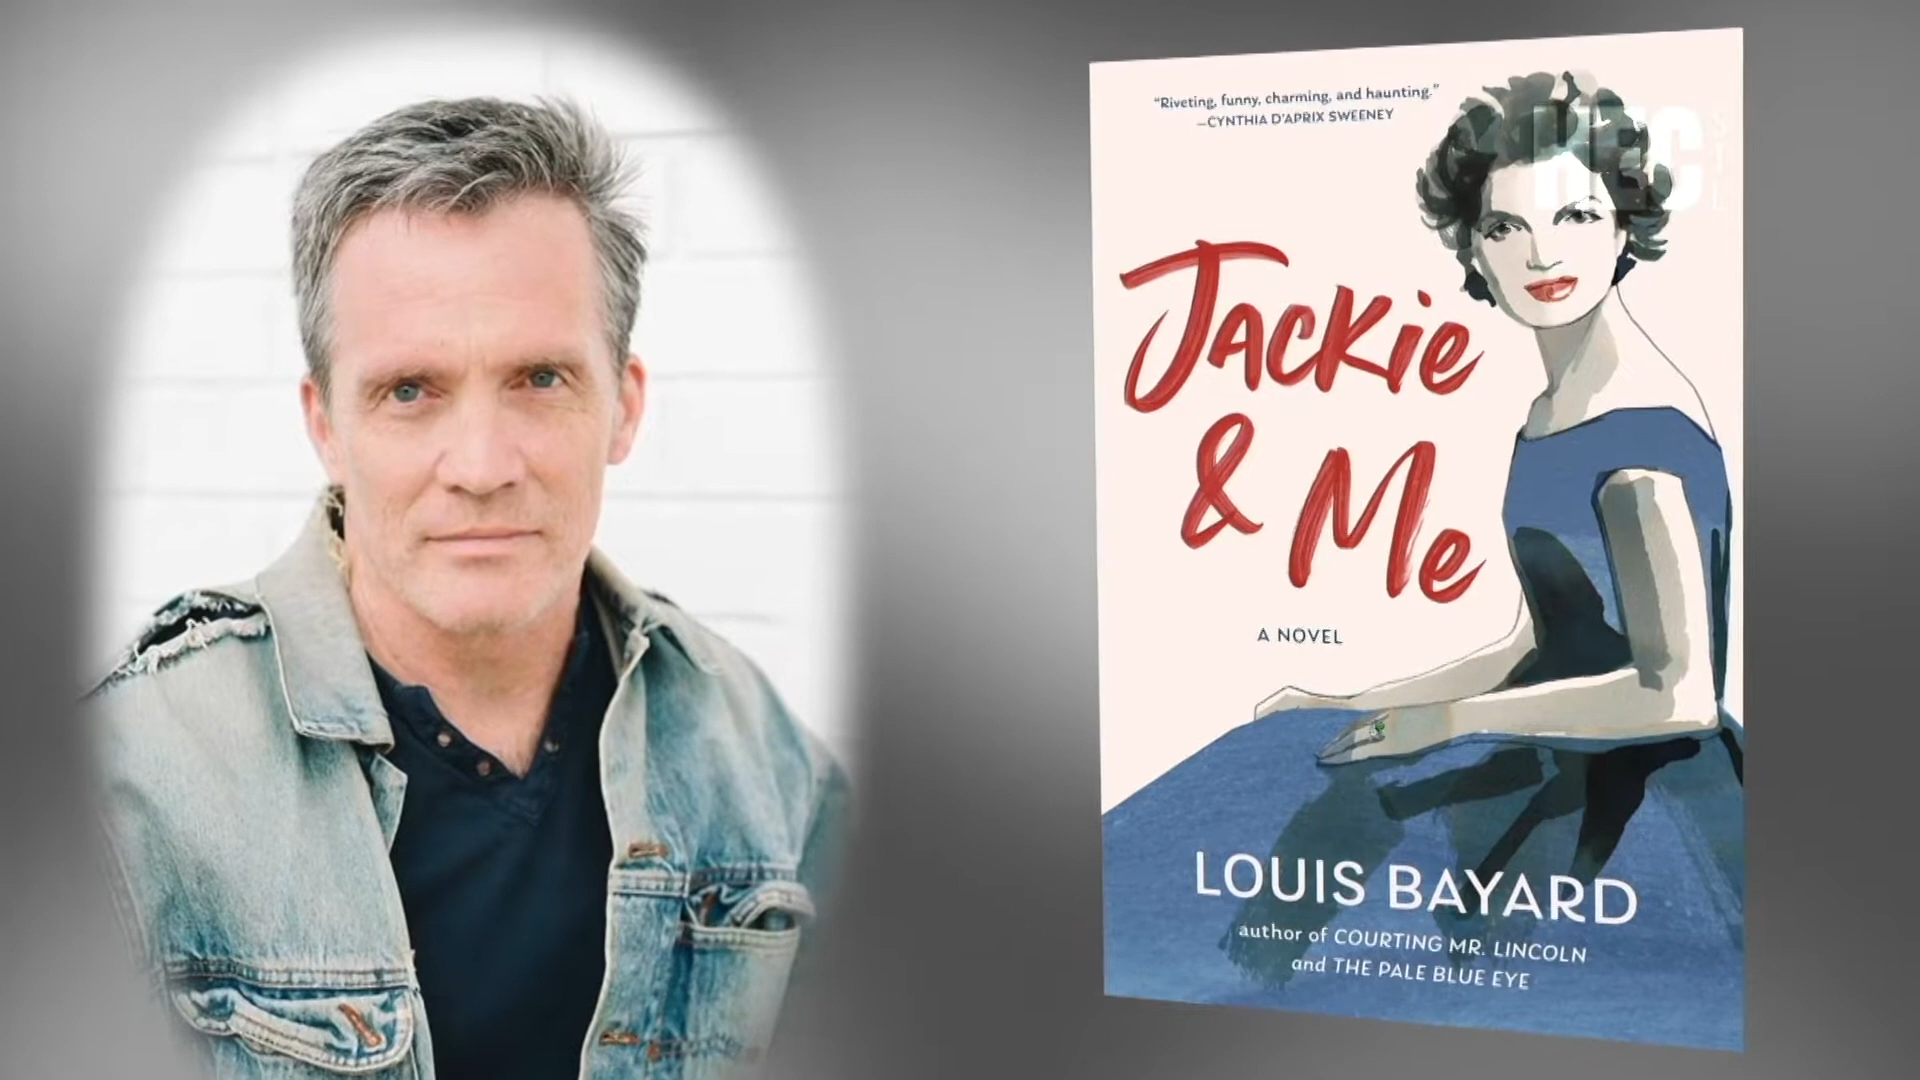 "Riveting, funny, charming, and haunting."
—CYNTHIA D'APRIX SWEENEY
HEC
Jackie
& Me
A NOVEL
LOUIS BAYARD
author of COURTING MR. LINCOLN
and THE PALE BLUE EYE